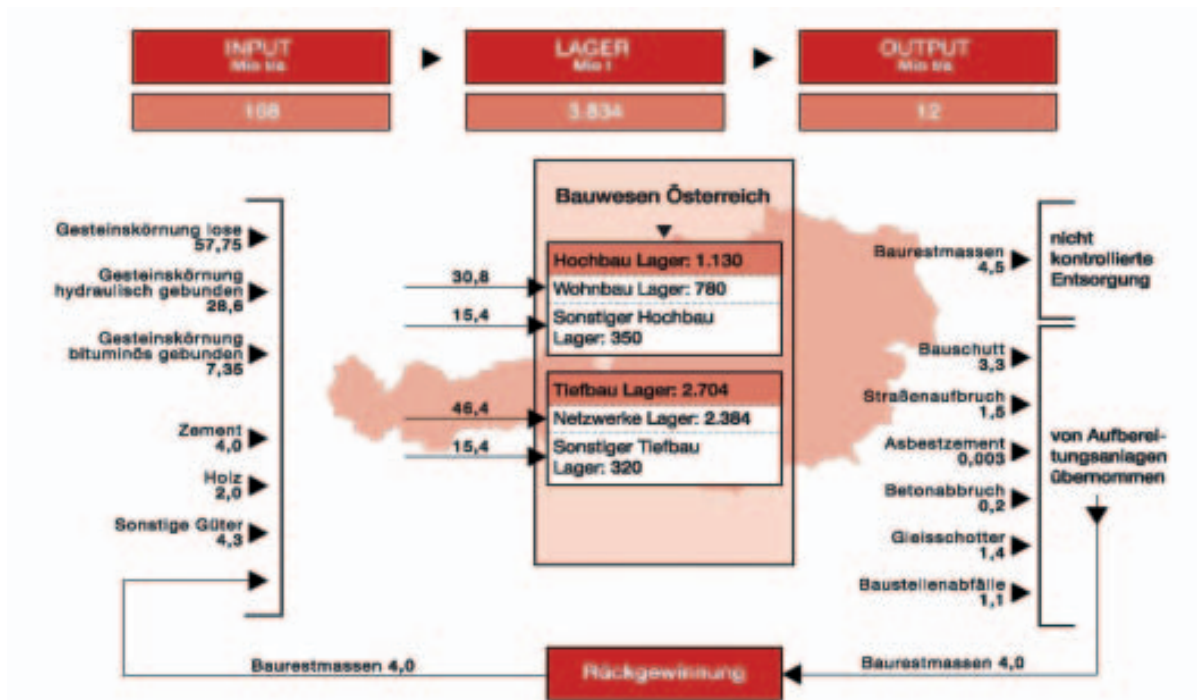 INPUT
Mio t/a
108
LAGER
Mio t
3.834
OUTPUT
Mio t/a
12
Gesteinskörnung lose
57,75
Gesteinskörnung
hydraulisch gebunden
28,6
Gesteinskörnung
bituminös gebunden
7,35
Zement
4,0
Holz
2,0
Sonstige Güter
4,3
30,8
15,4
46,4
15,4
Bauwesen Österreich
Hochbau Lager: 1.130
Wohnbau Lager: 780
Sonstiger Hochbau
Lager: 350
Tiefbau Lager: 2.704
Netzwerke Lager: 2.384
Sonstiger Tiefbau
Lager: 320
Baurestmassen
4,5
nicht
kontrollierte
Entsorgung
Bauschutt
3,3
Straßenaufbruch
1,5
Asbestzement
0,003
Betonabbruch
0,2
Gleisschotter
1,4
Baustellenabfälle
1,1
von Aufberei-
tungsanlagen
übernommen
Baurestmassen 4,0
Rückgewinnung
Baurestmassen 4,0